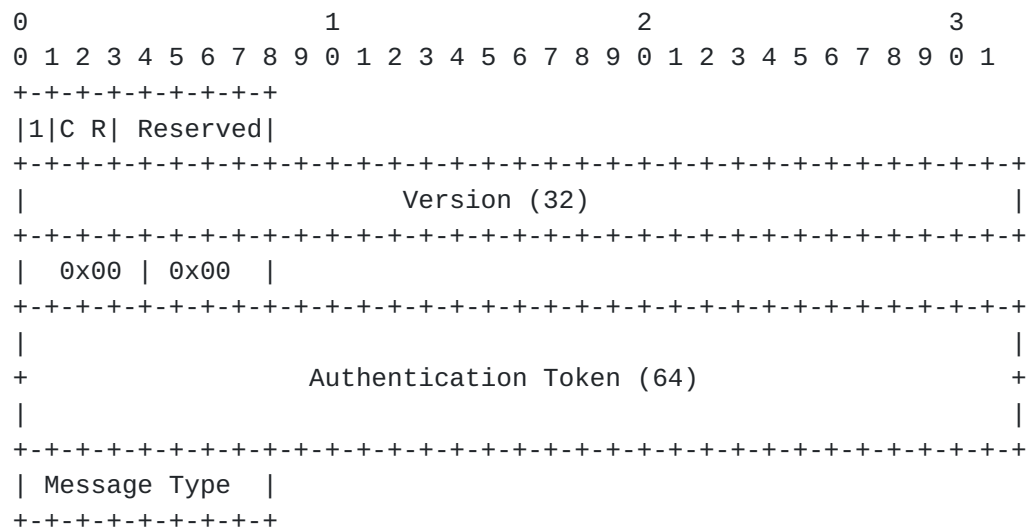 0                   1                   2                   3
0 1 2 3 4 5 6 7 8 9 0 1 2 3 4 5 6 7 8 9 0 1 2 3 4 5 6 7 8 9 0 1
+-+-+-+-+-+-+-+-+
|1|C R| Reserved|
+-+-+-+-+-+-+-+-+-+-+-+-+-+-+-+-+-+-+-+-+-+-+-+-+-+-+-+-+-+-+-+-+
|                         Version (32)                          |
+-+-+-+-+-+-+-+-+-+-+-+-+-+-+-+-+-+-+-+-+-+-+-+-+-+-+-+-+-+-+-+-+
|  0x00 | 0x00  |
+-+-+-+-+-+-+-+-+-+-+-+-+-+-+-+-+-+-+-+-+-+-+-+-+-+-+-+-+-+-+-+-+
|                                                               |
+                   Authentication Token (64)                   +
|                                                               |
+-+-+-+-+-+-+-+-+-+-+-+-+-+-+-+-+-+-+-+-+-+-+-+-+-+-+-+-+-+-+-+-+
| Message Type  |
+-+-+-+-+-+-+-+-+